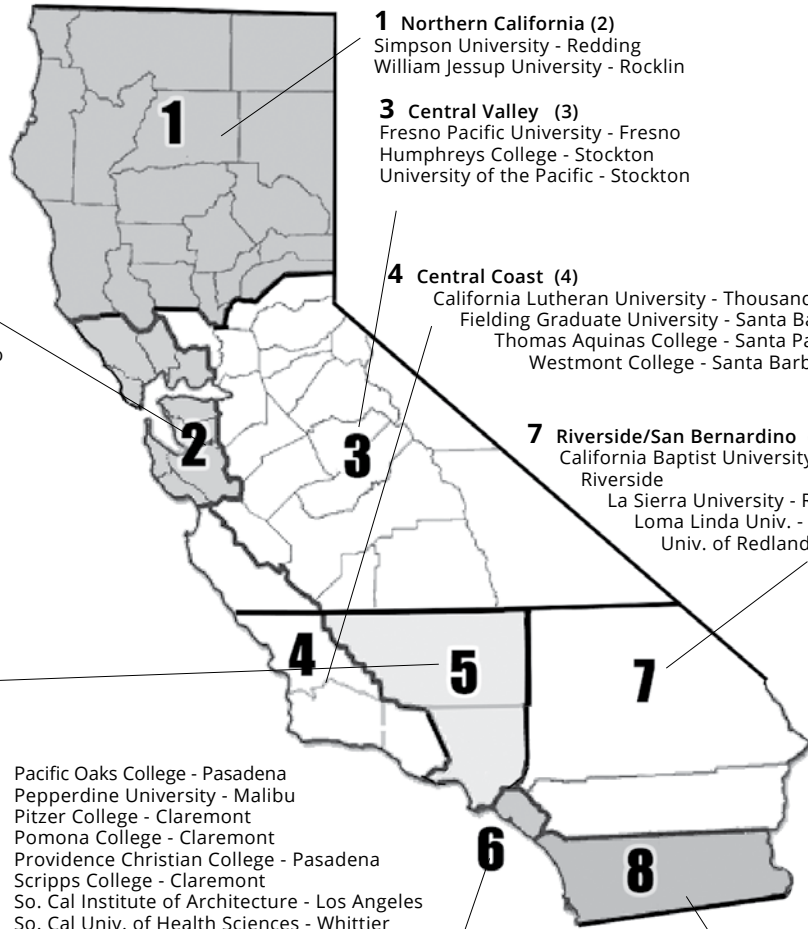 1 Northern California (2)
Simpson University - Redding
William Jessup University - Rocklin
3 Central Valley (3)
Fresno Pacific University - Fresno
Humphreys College - Stockton
University of the Pacific - Stockton
4 Central Coast (4)
California Lutheran University - Thousand
Fielding Graduate University - Santa Ba
Thomas Aquinas College - Santa Pa
Westmont College - Santa Barb
7 Riverside/San Bernardino
California Baptist University
Riverside
La Sierra University - R
Loma Linda Univ. -
Univ. of Redland
1
2
3
4
5
7
6
8
Pacific Oaks College - Pasadena
Pepperdine University - Malibu
Pitzer College - Claremont
Pomona College - Claremont
Providence Christian College - Pasadena
Scripps College - Claremont
So. Cal Institute of Architecture - Los Angeles
So. Cal Univ. of Health Sciences - Whittier